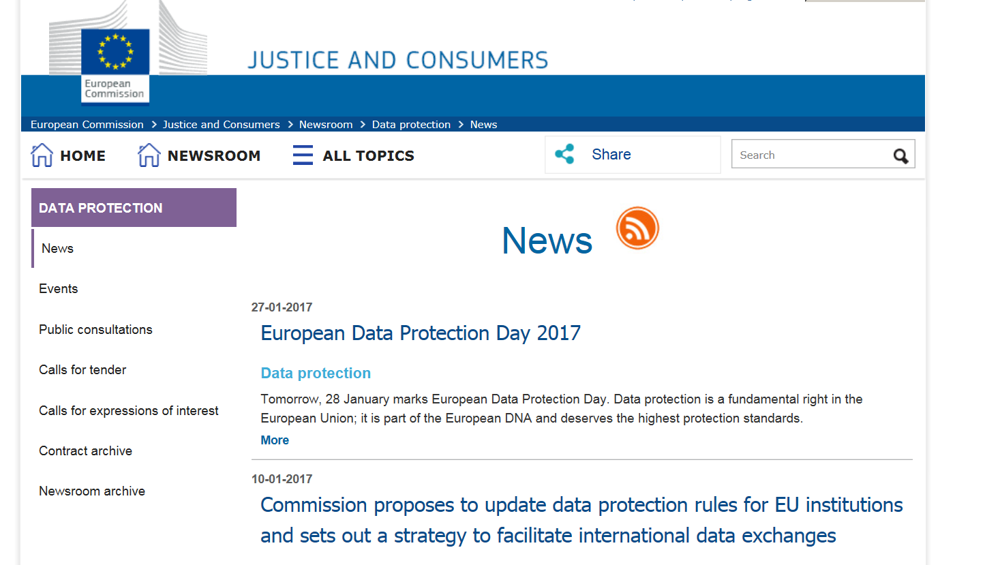 JUSTICE AND CONSUMERS
European
Commission
European Commission > Justice and Consumers > Newsroom > Data protection > News
HOME NEWSROOM ALL TOPICS Share Search
DATA PROTECTION
News
Events
Public consultations
Calls for tender
Calls for expressions of interest
Contract archive
Newsroom archive
News
27-01-2017
European Data Protection Day 2017
Data protection
Tomorrow, 28 January marks European Data Protection Day. Data protection is a fundamental right in the
European Union; it is part of the European DNA and deserves the highest protection standards.
More
10-01-2017
Commission proposes to update data protection rules for EU institutions
and sets out a strategy to facilitate international data exchanges